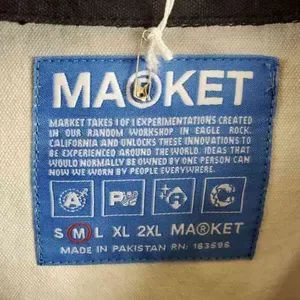 MA®KET
MARKET TAKES 1 OF 1 EXPERIMENTATIONS CREATED
IN OUR RANDOM WORKSHOP IN EAGLE ROCK,
CALIFORNIA AND UNLOCKS THESE INNOVATIONS TO
BE EXPERIENCED AROUND THE WORLD. IDEAS THAT
WOULD NORMALLY BE OWNED BY ONE PERSON CAN
NOW WE WORN BY PEOPLE EVERYWHERE.
S M L XL 2XL MA®KET
MADE IN PAKISTAN RN: 163596